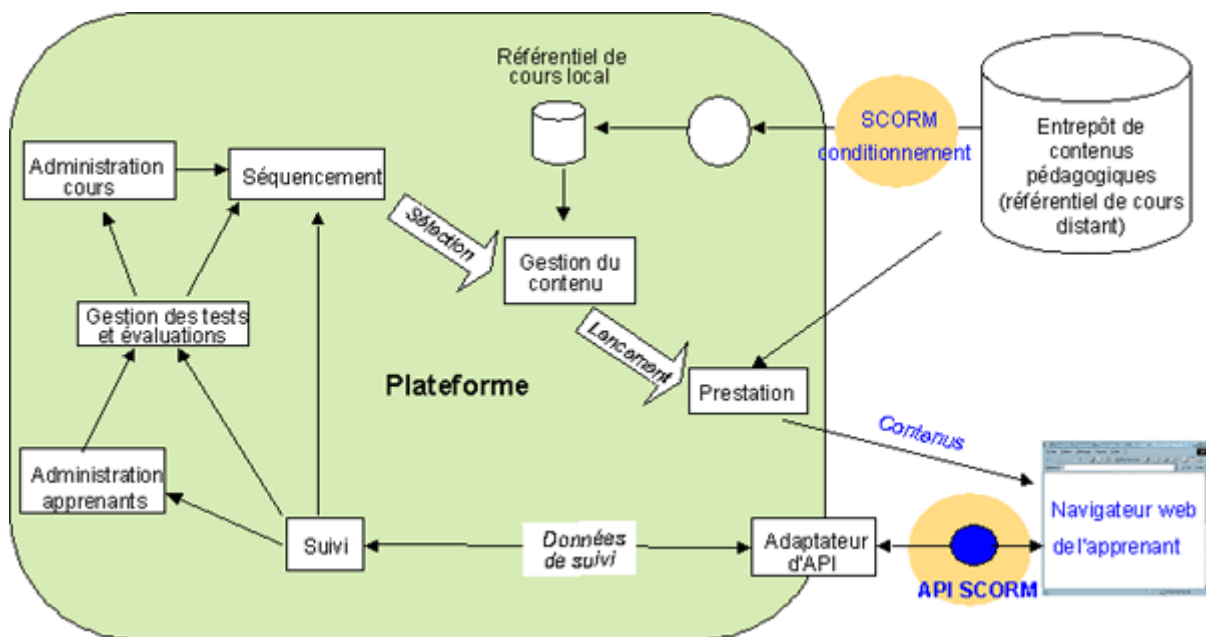 Référentiel de
cours local
SCORM
conditionnement
Entrepôt de
contenus
pédagogiques
(référentiel de cours
distant)
Administration
cours
Séquencement
Sélection
Gestion du
contenu
Gestion des tests
et évaluations
Lancement
Plateforme
Prestation
Contenus
Administration
apprenants
Suivi
Données
de suivi
Adaptateur
d'API
API SCORM
Navigateur web
de l'apprenant